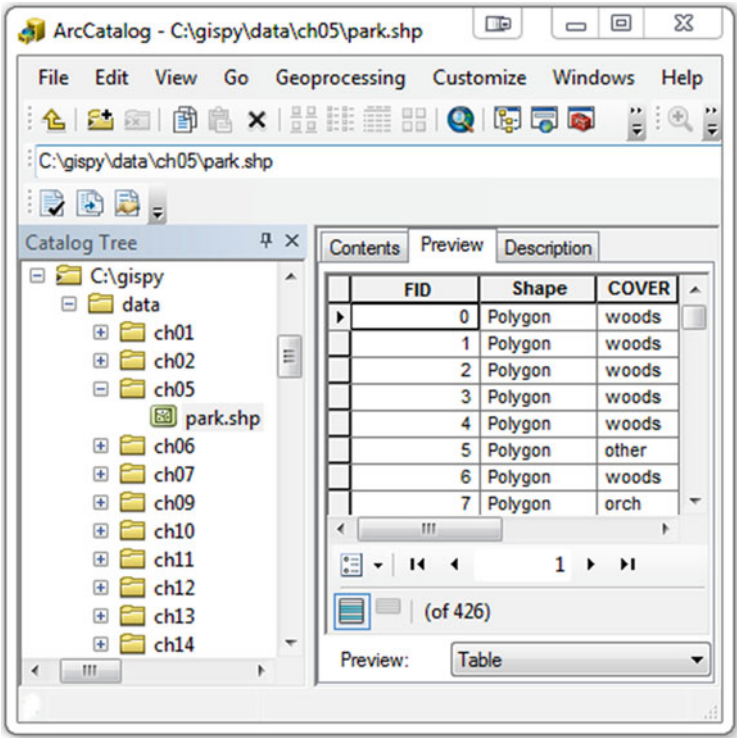 ArcCatalog - C:\gispy\data\ch05\park.shp
File Edit View Go Geoprocessing Customize Windows Help
C:\gispy\data\ch05\park.shp
Catalog Tree
C:\gispy
data
ch01
ch02
ch05
park.shp
ch06
ch07
ch09
ch10
ch11
ch12
ch13
ch14
Contents Preview Description
FID Shape COVER
0 Polygon woods
1 Polygon woods
2 Polygon woods
3 Polygon woods
4 Polygon woods
5 Polygon other
6 Polygon woods
7 Polygon orch
1
(of 426)
Preview: Table